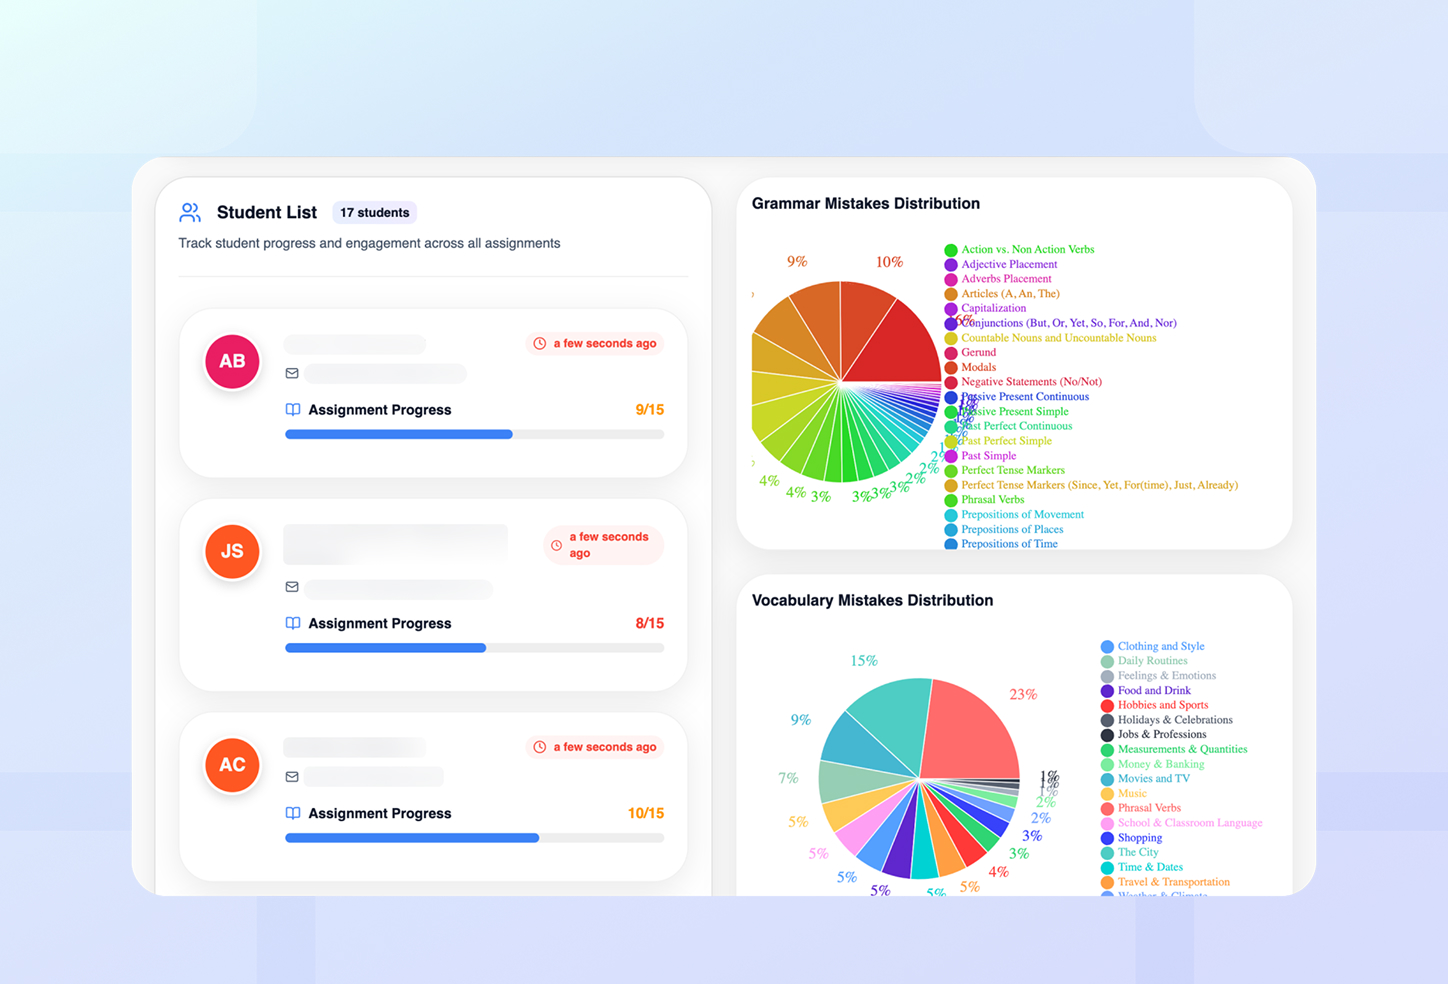 Student List
17 students
Track student progress and engagement across all assignments
AB
a few seconds ago
Assignment Progress
9/15
JS
a few seconds
ago
Assignment Progress
8/15
AC
a few seconds ago
Assignment Progress
10/15
Grammar Mistakes Distribution
9%
10%
4%
4%
3%
3%
3%
3%
2%
2%
2%
Action vs. Non Action Verbs
Adjective Placement
Adverbs Placement
Articles (A, An, The)
Capitalization
Conjunctions (But, Or, Yet, So, For, And, Nor)
Countable Nouns and Uncountable Nouns
Gerund
Modals
Negative Statements (No/Not)
Passive Present Continuous
Passive Present Simple
Past Perfect Continuous
Past Perfect Simple
Past Simple
Perfect Tense Markers
Perfect Tense Markers (Since, Yet, For(time), Just, Already)
Phrasal Verbs
Prepositions of Movement
Prepositions of Places
Prepositions of Time
Vocabulary Mistakes Distribution
15%
23%
9%
7%
5%
5%
5%
5%
5%
5%
4%
3%
3%
2%
2%
1%
1%
1%
Clothing and Style
Daily Routines
Feelings & Emotions
Food and Drink
Hobbies and Sports
Holidays & Celebrations
Jobs & Professions
Measurements & Quantities
Money & Banking
Movies and TV
Music
Phrasal Verbs
School & Classroom Language
Shopping
The City
Time & Dates
Travel & Transportation
Weather & Climate